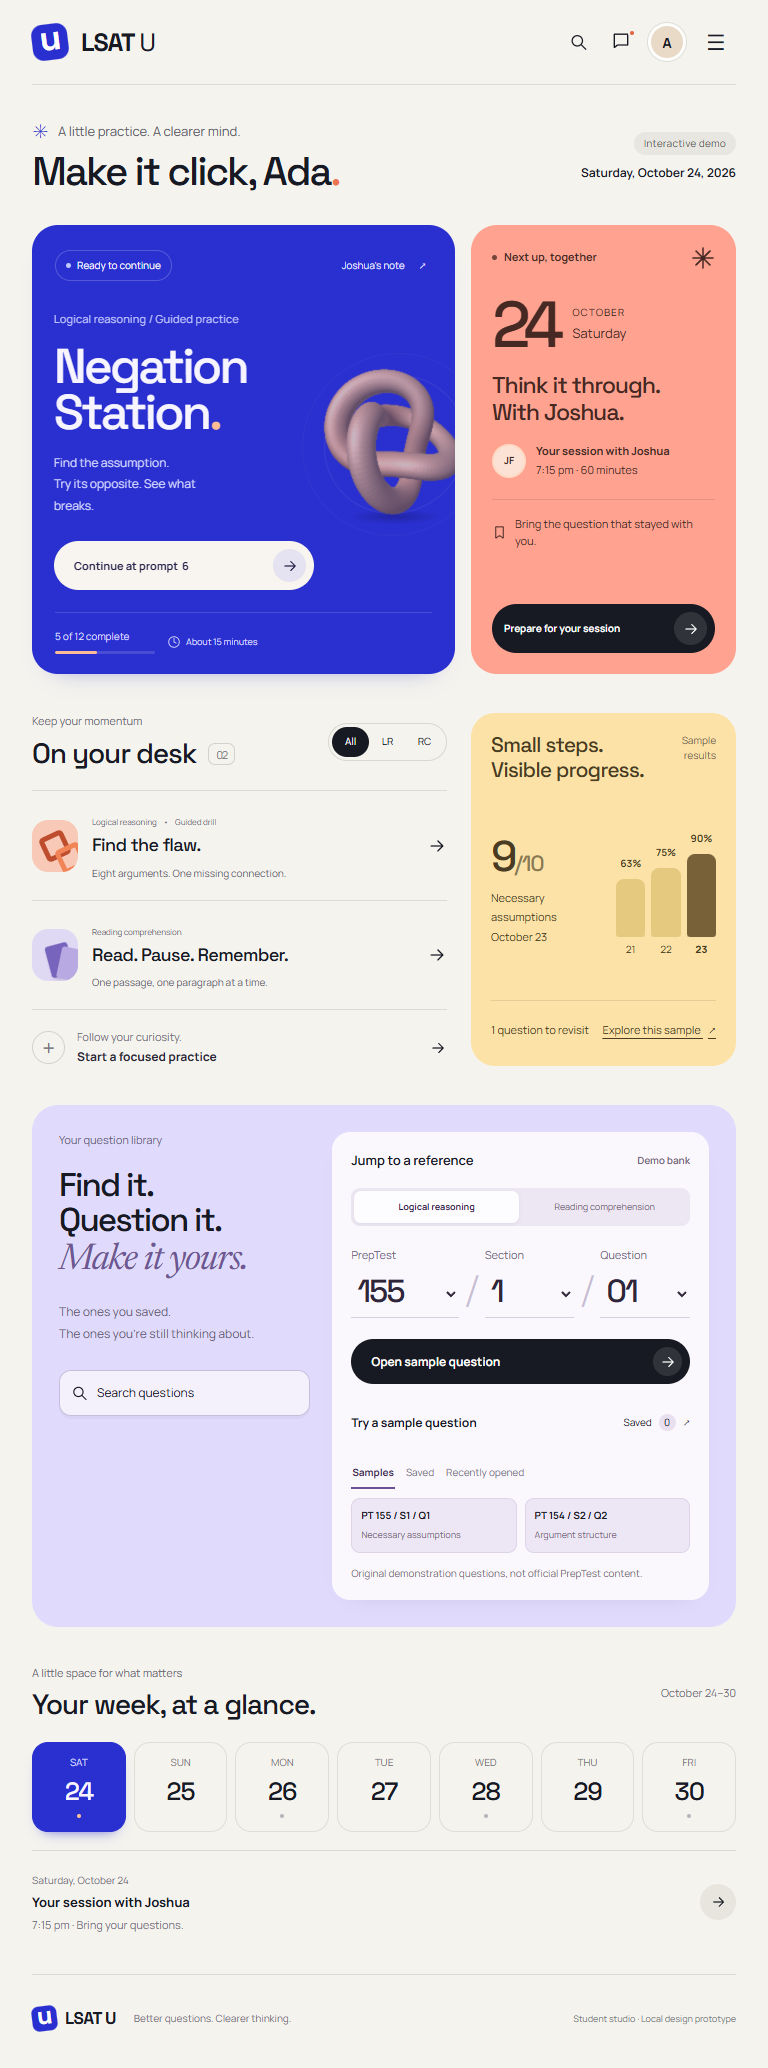 u LSAT U
A
A little practice. A clearer mind.
Make it click, Ada.
Interactive demo
Saturday, October 24, 2026
Ready to continue
Joshua's note ↗
Logical reasoning / Guided practice
Negation
Station.
Find the assumption.
Try its opposite. See what
breaks.
Continue at prompt 6 →
5 of 12 complete
About 15 minutes
Next up, together
24
OCTOBER
Saturday
Think it through.
With Joshua.
JF
Your session with Joshua
7:15 pm · 60 minutes
Bring the question that stayed with
you.
Prepare for your session →
Keep your momentum
On your desk 02
All LR RC
Logical reasoning • Guided drill
Find the flaw. →
Eight arguments. One missing connection.
Reading comprehension
Read. Pause. Remember. →
One passage, one paragraph at a time.
Follow your curiosity.
Start a focused practice →
Small steps.
Visible progress.
Sample
results
9/10
Necessary
assumptions
October 23
63% 75% 90%
21 22 23
1 question to revisit
Explore this sample ↗
Your question library
Find it.
Question it.
Make it yours.
The ones you saved.
The ones you're still thinking about.
Search questions
Jump to a reference
Demo bank
Logical reasoning
Reading comprehension
PrepTest Section Question
155 / 1 / 01
Open sample question →
Try a sample question
Saved 0 ↗
Samples Saved Recently opened
PT 155 / S1 / Q1
Necessary assumptions
PT 154 / S2 / Q2
Argument structure
Original demonstration questions, not official PrepTest content.
A little space for what matters
Your week, at a glance.
October 24–30
SAT SUN MON TUE WED THU FRI
24 25 26 27 28 29 30
Saturday, October 24
Your session with Joshua
7:15 pm · Bring your questions.
→
u LSAT U
Better questions. Clearer thinking.
Student studio · Local design prototype